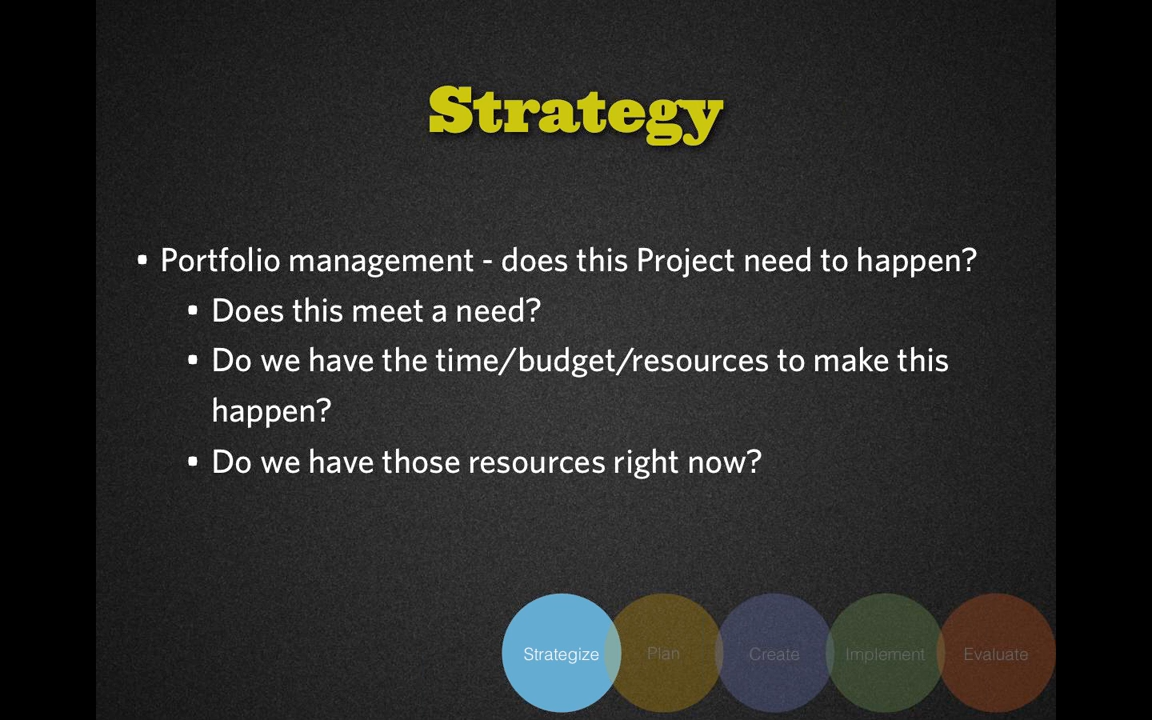 Strategy
• Portfolio management - does this Project need to happen?
• Does this meet a need?
• Do we have the time/budget/resources to make this
happen?
• Do we have those resources right now?
Strategize Plan Create Implement Evaluate